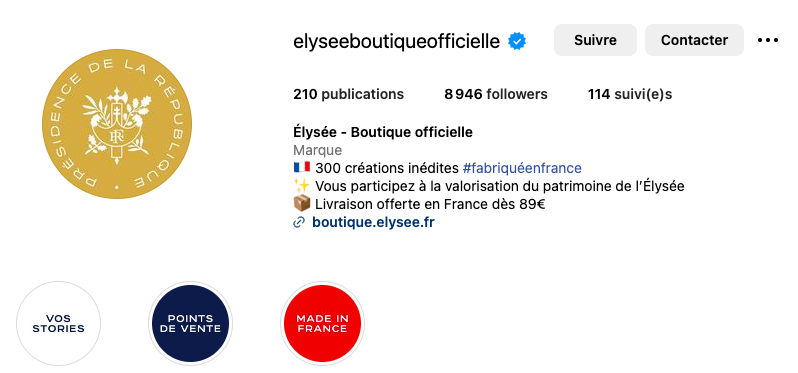 elyseeboutiqueofficielle
Suivre
Contacter
210 publications
8 946 followers
114 suivi(e)s
PRÉSIDENCE DE LA RÉPUBLIQUE
RF
Élysée - Boutique officielle
Marque
🇫🇷 300 créations inédites #fabriquéenfrance
✨ Vous participez à la valorisation du patrimoine de l’Élysée
📦 Livraison offerte en France dès 89€
boutique.elysee.fr
VOS
STORIES
POINTS
DE VENTE
MADE IN
FRANCE